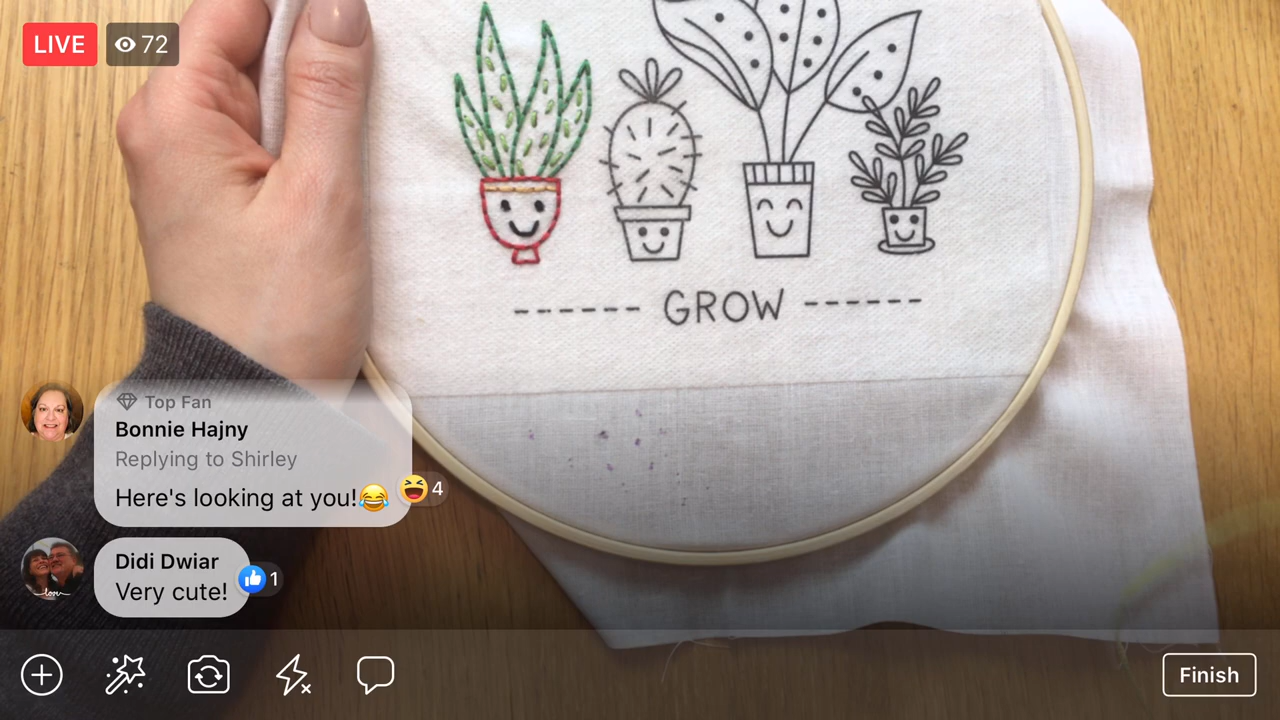 LIVE
72
GROW
Top Fan
Bonnie Hajny
Replying to Shirley
Here's looking at you!😂
4
Didi Dwiar
Very cute!
1
Finish